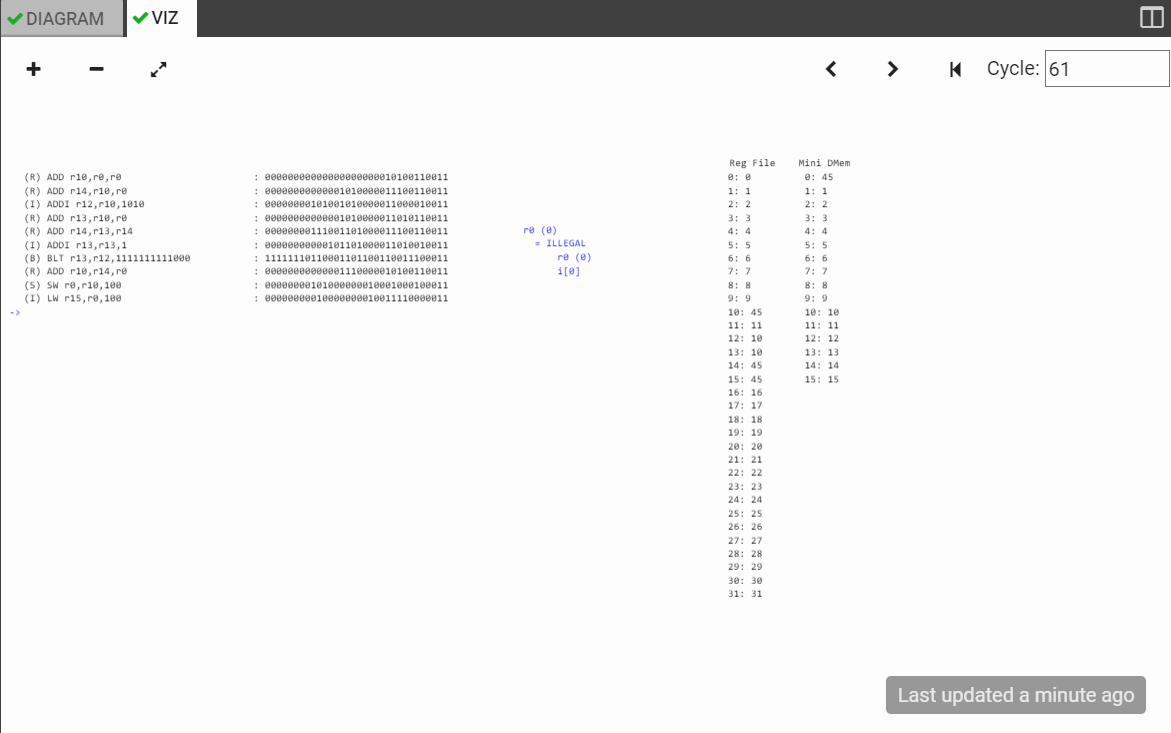 DIAGRAM
VIZ
Cycle: 61
(R) ADD r10,r0,r0 : 00000000000000000000010100110011
(R) ADD r14,r10,r0 : 00000000000001010000011100110011
(I) ADDI r12,r10,1010 : 00000000101001010000011000010011
(R) ADD r13,r10,r0 : 00000000000001010000011010110011
(R) ADD r14,r13,r14 : 00000000111001101000011100110011
(I) ADDI r13,r13,1 : 00000000000101101000011010010011
(B) BLT r13,r12,1111111111000 : 11111110110001101100110011100011
(R) ADD r10,r14,r0 : 00000000000001110000010100110011
(S) SW r0,r10,100 : 00000000101000000010001000100011
(I) LW r15,r0,100 : 00000000010000000010011110000011
->
r0 (0)
= ILLEGAL
r0 (0)
i[0]
Reg File Mini DMem
0: 0 0: 45
1: 1 1: 1
2: 2 2: 2
3: 3 3: 3
4: 4 4: 4
5: 5 5: 5
6: 6 6: 6
7: 7 7: 7
8: 8 8: 8
9: 9 9: 9
10: 45 10: 10
11: 11 11: 11
12: 10 12: 12
13: 10 13: 13
14: 45 14: 14
15: 45 15: 15
16: 16
17: 17
18: 18
19: 19
20: 20
21: 21
22: 22
23: 23
24: 24
25: 25
26: 26
27: 27
28: 28
29: 29
30: 30
31: 31
Last updated a minute ago